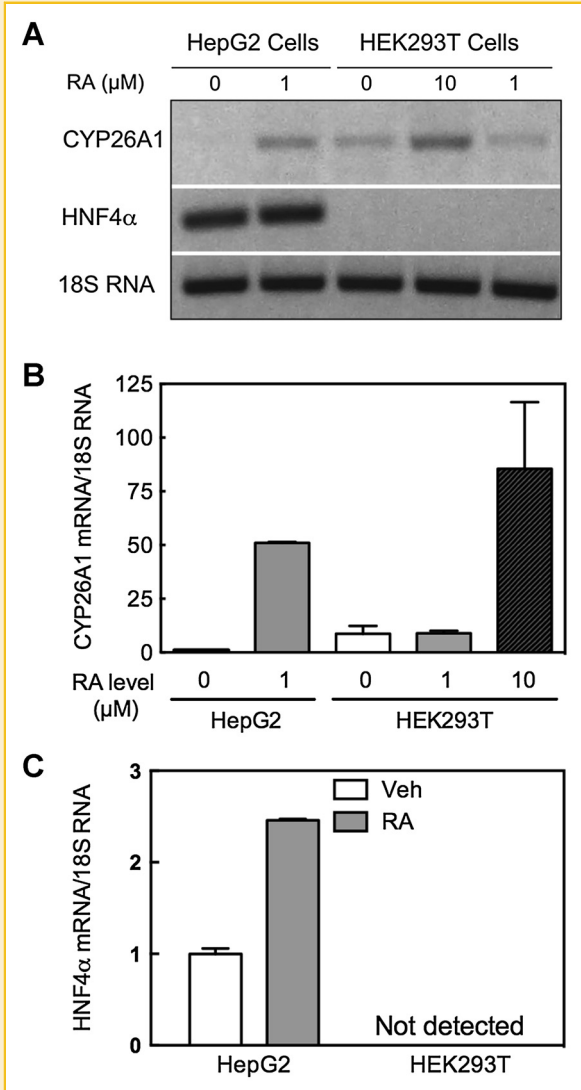 A
HepG2 Cells HEK293T Cells
RA (μM) 0 1 0 10 1
CYP26A1
HNF4α
18S RNA
B
CYP26A1 mRNA/18S RNA
125
100
75
50
25
0
RA level (μM) 0 1 0 1 10
HepG2 HEK293T
C
HNF4α mRNA/18S RNA
3
2
1
0
Veh
RA
Not detected
HepG2 HEK293T